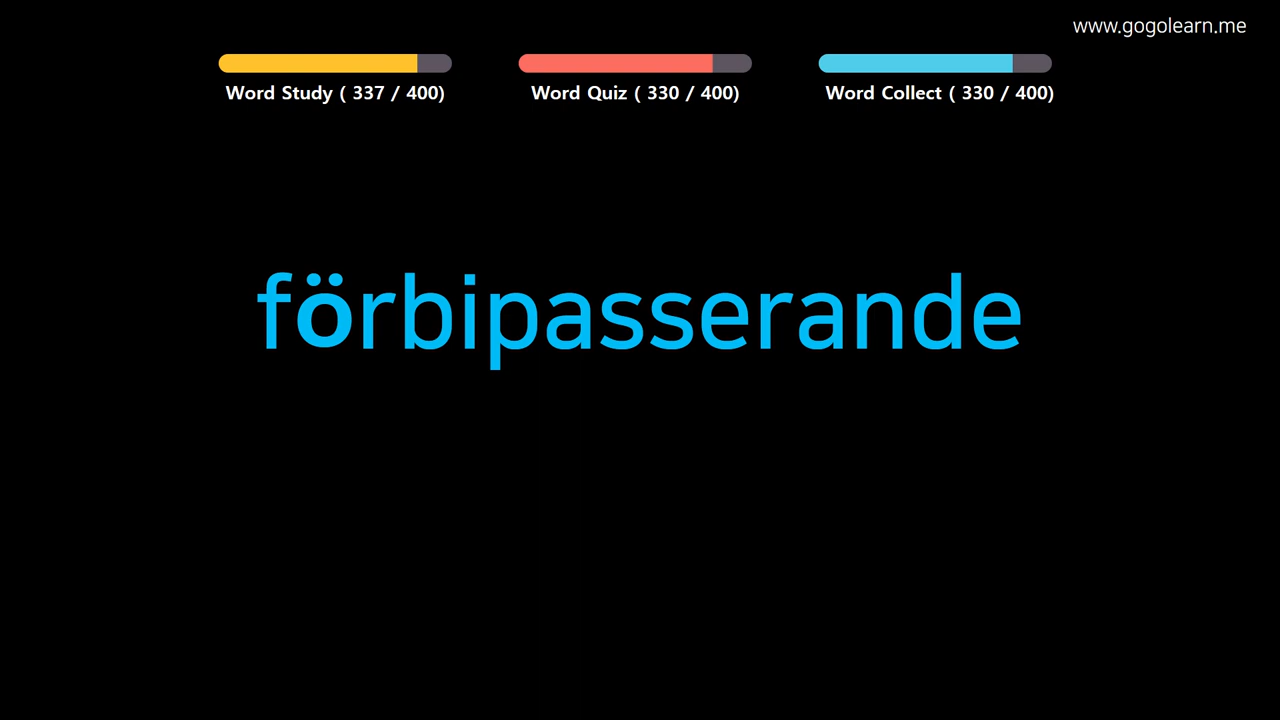 www.gogolearn.me
Word Study ( 337 / 400)
Word Quiz ( 330 / 400)
Word Collect ( 330 / 400)
förbipasserande